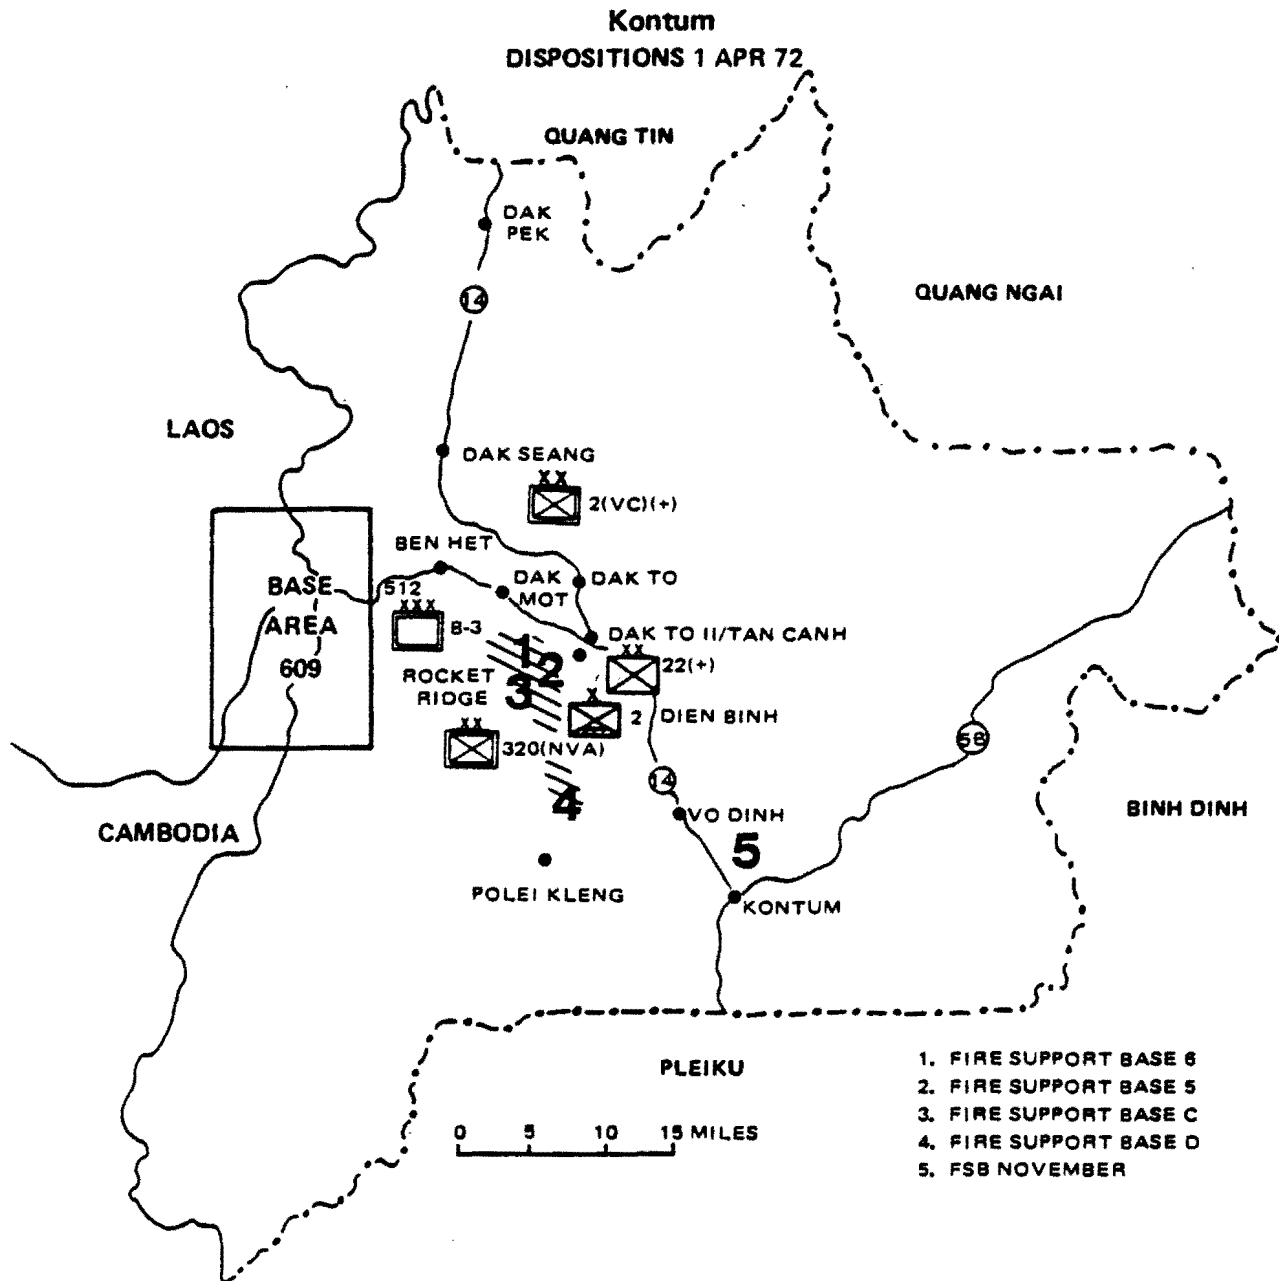 Kontum
DISPOSITIONS 1 APR 72
QUANG TIN
DAK
PEK
14
QUANG NGAI
LAOS
DAK SEANG
XX
2(VC)(+)
BEN HET
BASE
AREA
609
512
DAK
MOT
DAK TO
XXX
B-3
DAK TO II/TAN CANH
1
2
3
XX
22(+)
ROCKET
RIDGE
X
2
DIEN BINH
XX
320(NVA)
5B
14
4
VO DINH
BINH DINH
CAMBODIA
5
POLEI KLENG
KONTUM
PLEIKU
0 5 10 15 MILES
1. FIRE SUPPORT BASE 6
2. FIRE SUPPORT BASE 5
3. FIRE SUPPORT BASE C
4. FIRE SUPPORT BASE D
5. FSB NOVEMBER